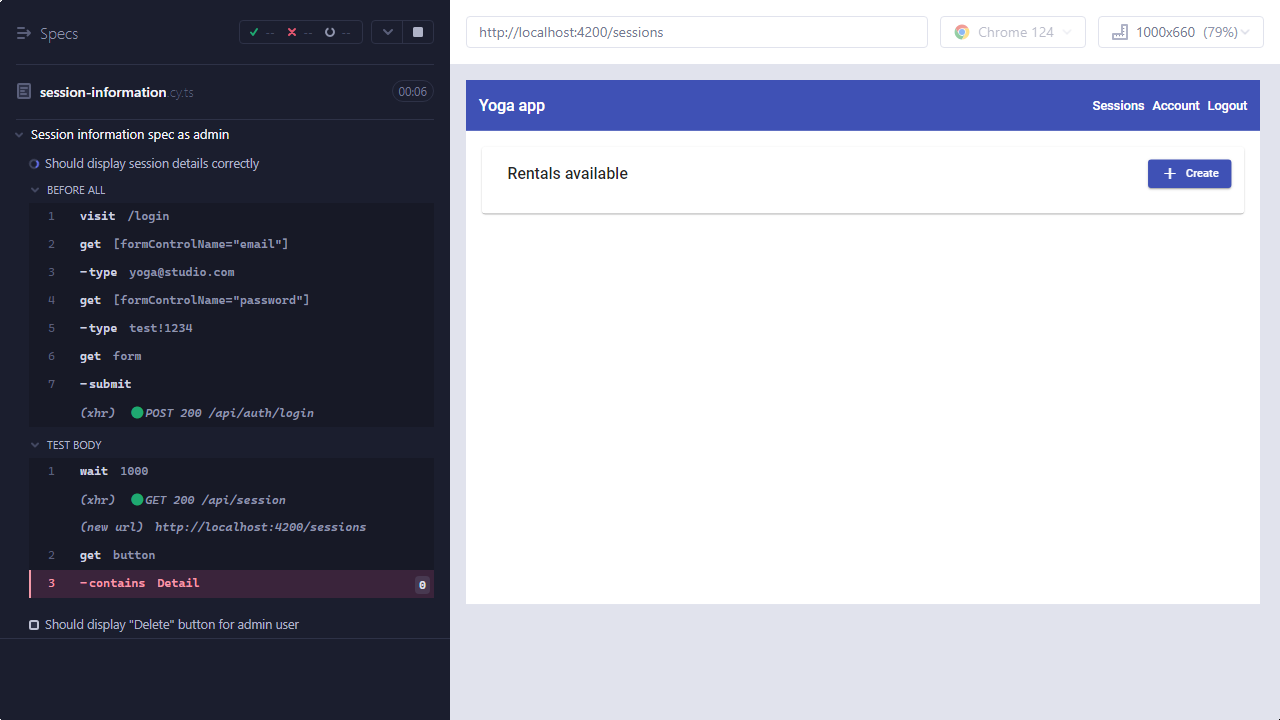 Specs
-- -- --
session-information.cy.ts 00:06
Session information spec as admin
Should display session details correctly
BEFORE ALL
1 visit /login
2 get [formControlName="email"]
3 -type yoga@studio.com
4 get [formControlName="password"]
5 -type test!1234
6 get form
7 -submit
(xhr) POST 200 /api/auth/login
TEST BODY
1 wait 1000
(xhr) GET 200 /api/session
(new url) http://localhost:4200/sessions
2 get button
3 -contains Detail 0
Should display "Delete" button for admin user
http://localhost:4200/sessions
Chrome 124
1000x660 (79%)
Yoga app
Sessions Account Logout
Rentals available
Create